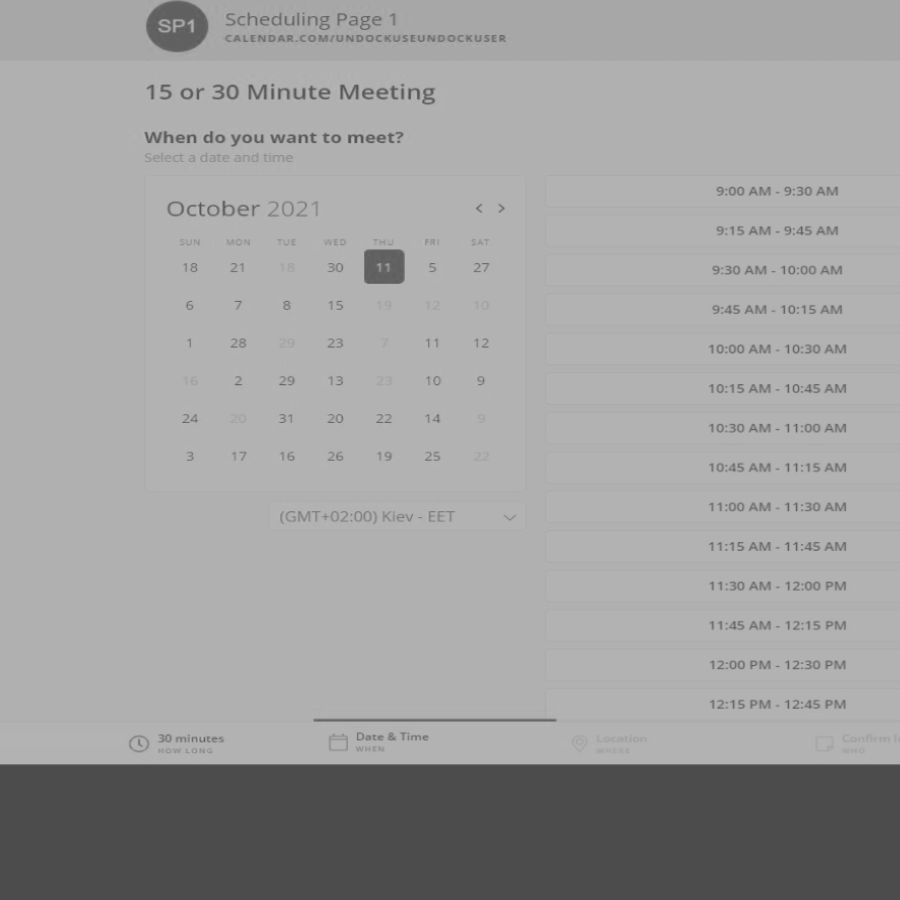 SP1
Scheduling Page 1
CALENDAR.COM/UNDOCKUSEUNDOCKUSER
15 or 30 Minute Meeting
When do you want to meet?
Select a date and time
October 2021
SUN MON TUE WED THU FRI SAT
18 21 18 30 11 5 27
6 7 8 15 19 12 10
1 28 29 23 7 11 12
16 2 29 13 23 10 9
24 20 31 20 22 14 9
3 17 16 26 19 25 22
(GMT+02:00) Kiev - EET
9:00 AM - 9:30 AM
9:15 AM - 9:45 AM
9:30 AM - 10:00 AM
9:45 AM - 10:15 AM
10:00 AM - 10:30 AM
10:15 AM - 10:45 AM
10:30 AM - 11:00 AM
10:45 AM - 11:15 AM
11:00 AM - 11:30 AM
11:15 AM - 11:45 AM
11:30 AM - 12:00 PM
11:45 AM - 12:15 PM
12:00 PM - 12:30 PM
12:15 PM - 12:45 PM
30 minutes
HOW LONG
Date & Time
WHEN
Location
WHERE
Confirm
WHO